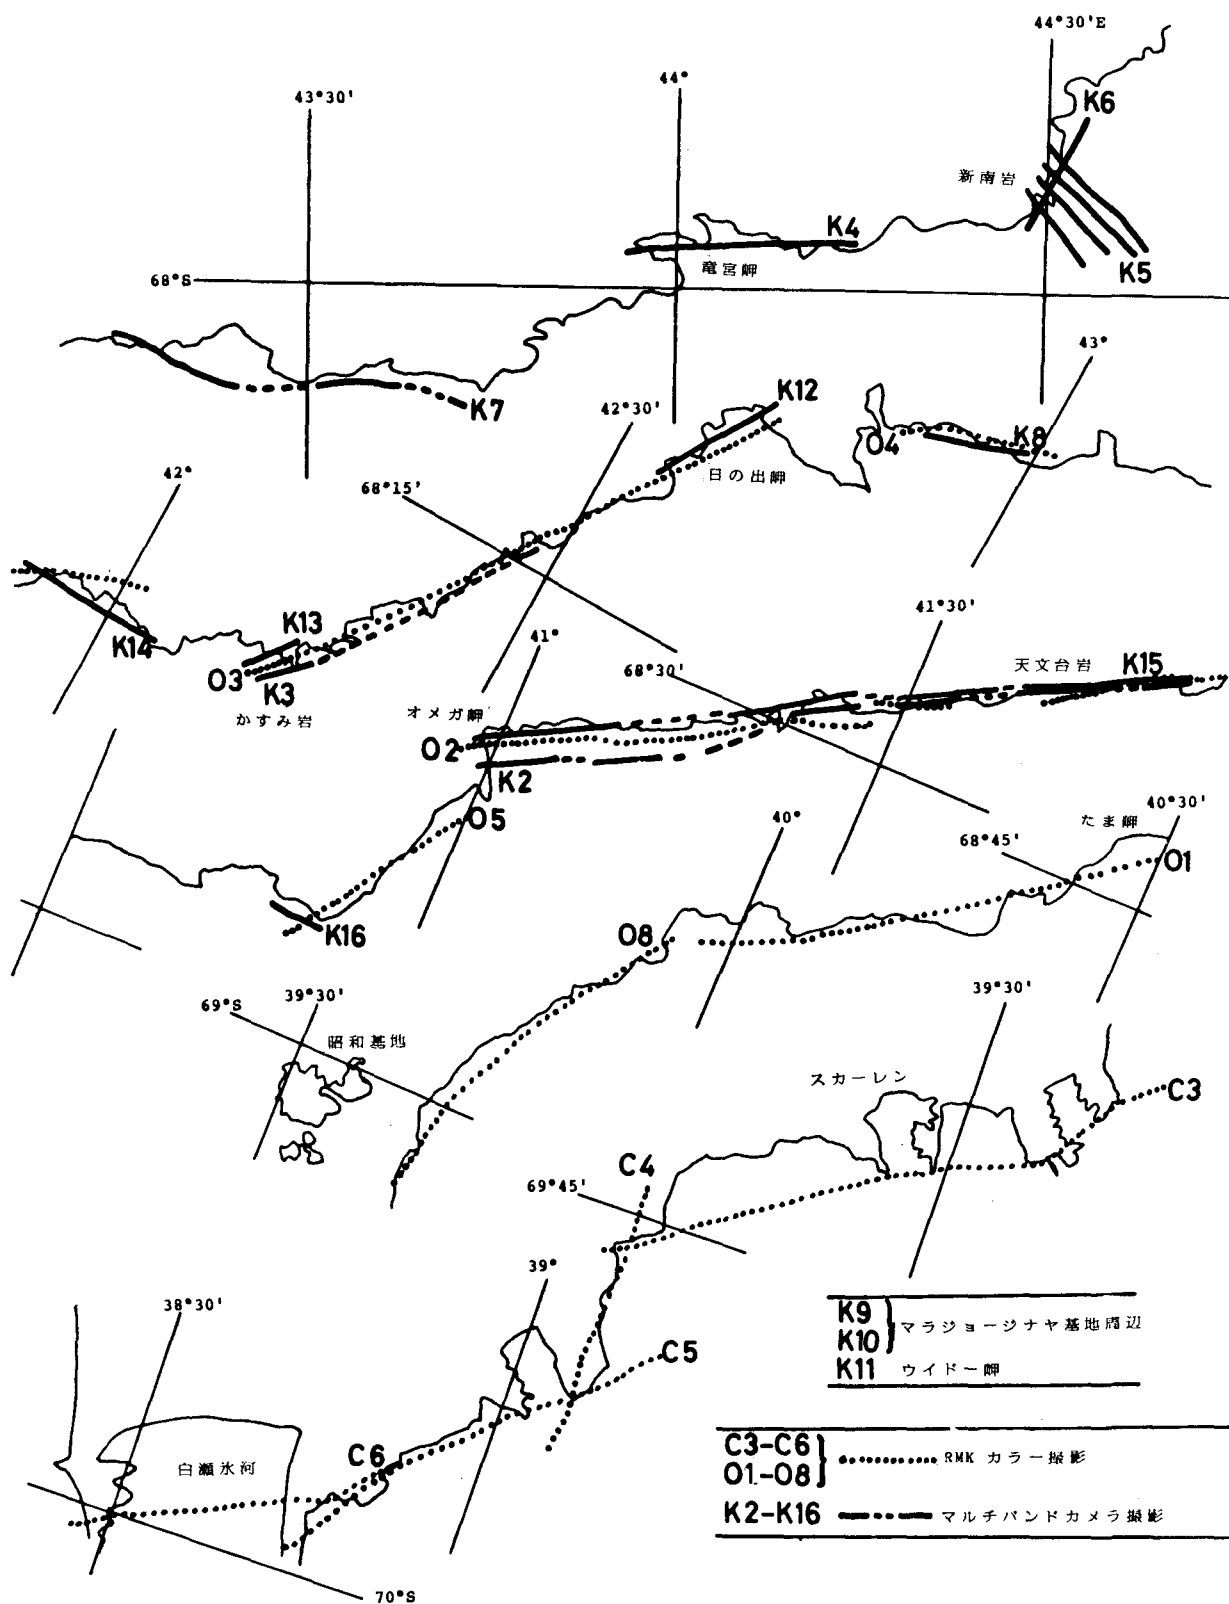 44°30'E
44°
43°30'
K6
新南岩
K4
竜宮岬
K5
68°S
43°
K7
42°30'
K12
O4
K8
日の出岬
42°
68°15'
K14
K13
O3
K3
かすみ岩
41°30'
41°
68°30'
天文台岩
K15
オメガ岬
O2
K2
O5
40°30'
たま岬
40°
68°45'
O1
K16
O8
39°30'
69°S
昭和基地
39°30'
スカーレン
C3
C4
69°45'
39°
38°30'
C5
K9
K10 マラジョージナヤ基地周辺
K11 ウイドー岬
C6
白瀬氷河
C3-C6
O1.-O8 RMK カラー撮影
K2-K16 マルチバンドカメラ撮影
70°S